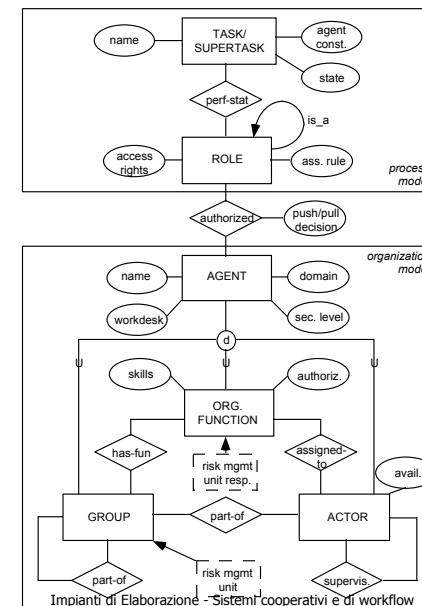 name
TASK/
SUPERTASK
agent
const.
state
perf-stat
is_a
access
rights
ROLE
ass. rule
proces
mode
authorized
push/pull
decision
organizatio
mode
name
AGENT
domain
workdesk
sec. level
d
U
U
U
skills
authoriz.
ORG.
FUNCTION
has-fun
assigned-
to
risk mgmt
unit resp.
avail.
GROUP
part-of
ACTOR
part-of
risk mgmt
unit
supervis.
Impianti di Elaborazione - Sistemi cooperativi e di workflow